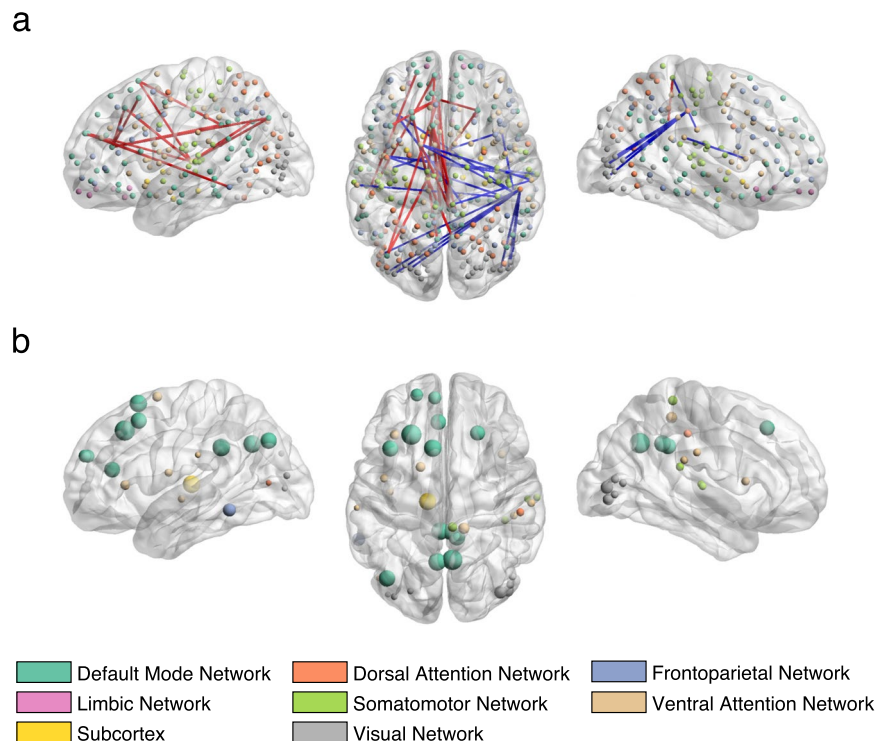 a
b
Default Mode Network
Dorsal Attention Network
Frontoparietal Network
Limbic Network
Somatomotor Network
Ventral Attention Network
Subcortex
Visual Network